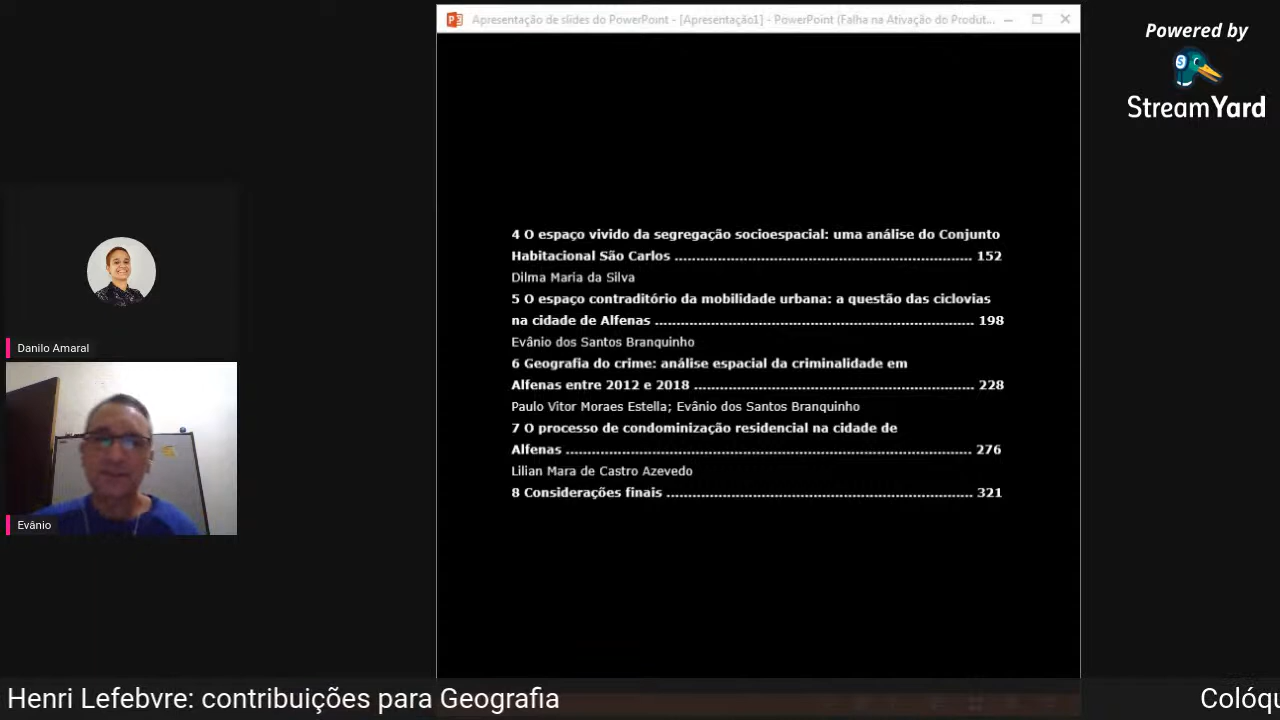 Apresentação de slides do PowerPoint - [Apresentação1] - PowerPoint (Falha na Ativação do Produt...
Powered by
StreamYard
4 O espaço vivido da segregação socioespacial: uma análise do Conjunto
Habitacional São Carlos ..................................................................... 152
Dilma Maria da Silva
5 O espaço contraditório da mobilidade urbana: a questão das ciclovias
na cidade de Alfenas .......................................................................... 198
Evânio dos Santos Branquinho
6 Geografia do crime: análise espacial da criminalidade em
Alfenas entre 2012 e 2018 ................................................................. 228
Paulo Vitor Moraes Estella; Evânio dos Santos Branquinho
7 O processo de condominização residencial na cidade de
Alfenas .............................................................................................. 276
Lilian Mara de Castro Azevedo
8 Considerações finais ....................................................................... 321
Danilo Amaral
Evânio
Henri Lefebvre: contribuições para Geografia
Colóqu